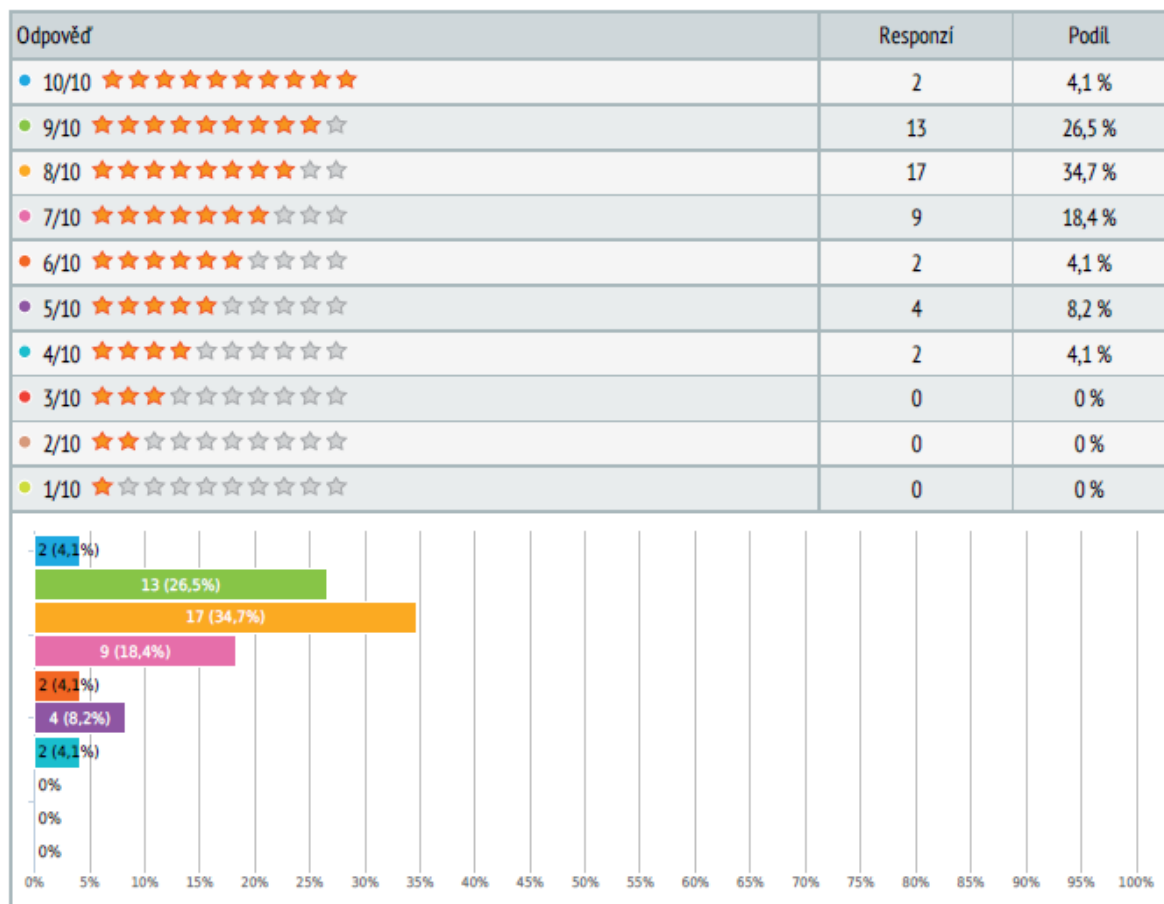 Odpověď Responzí Podíl
10/10 2 4,1 %
9/10 13 26,5 %
8/10 17 34,7 %
7/10 9 18,4 %
6/10 2 4,1 %
5/10 4 8,2 %
4/10 2 4,1 %
3/10 0 0 %
2/10 0 0 %
1/10 0 0 %
2 (4,1%)
13 (26,5%)
17 (34,7%)
9 (18,4%)
2 (4,1%)
4 (8,2%)
2 (4,1%)
0%
0%
0%
0% 5% 10% 15% 20% 25% 30% 35% 40% 45% 50% 55% 60% 65% 70% 75% 80% 85% 90% 95% 100%